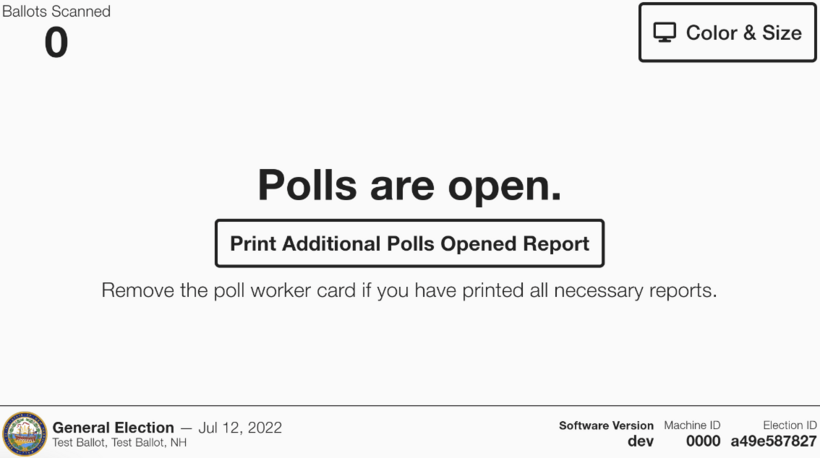 Ballots Scanned
0
Color & Size
Polls are open.
Print Additional Polls Opened Report
Remove the poll worker card if you have printed all necessary reports.
General Election — Jul 12, 2022
Test Ballot, Test Ballot, NH
Software Version
dev
Machine ID
0000
Election ID
a49e587827